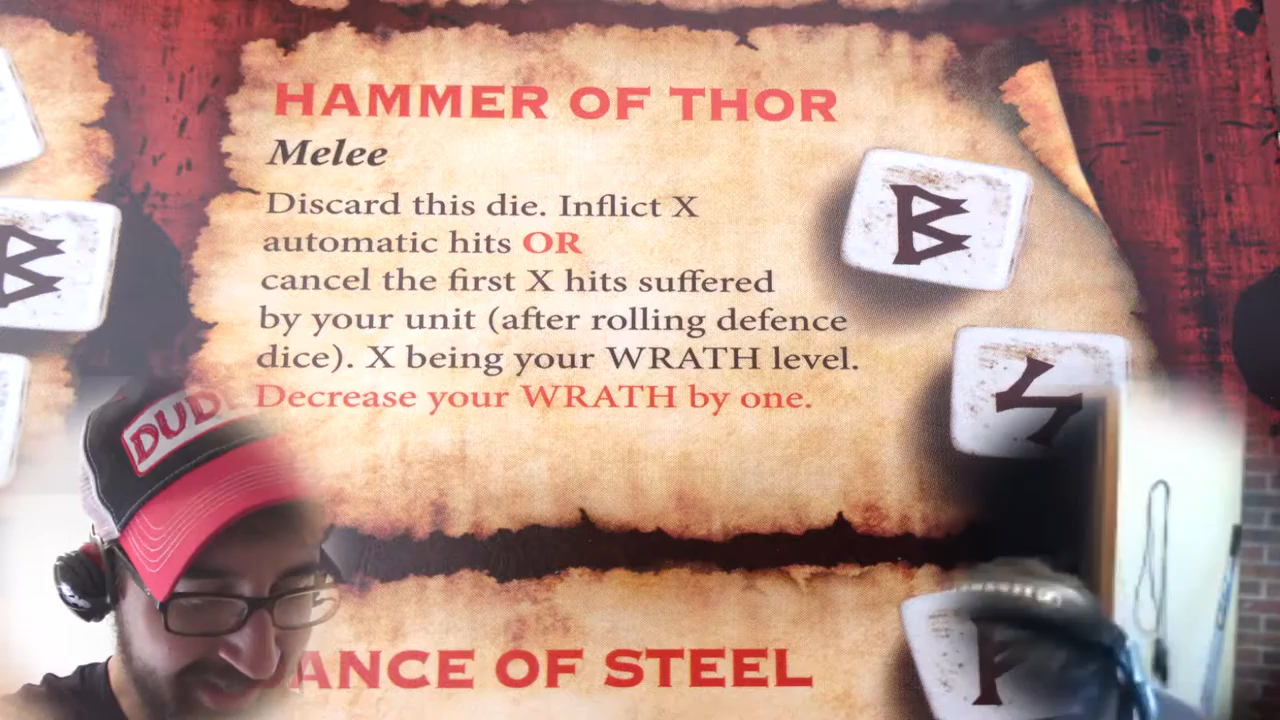 HAMMER OF THOR
Melee
Discard this die. Inflict X
automatic hits OR
cancel the first X hits suffered
by your unit (after rolling defence
dice). X being your WRATH level.
Decrease your WRATH by one.
DUD
ANCE OF STEEL